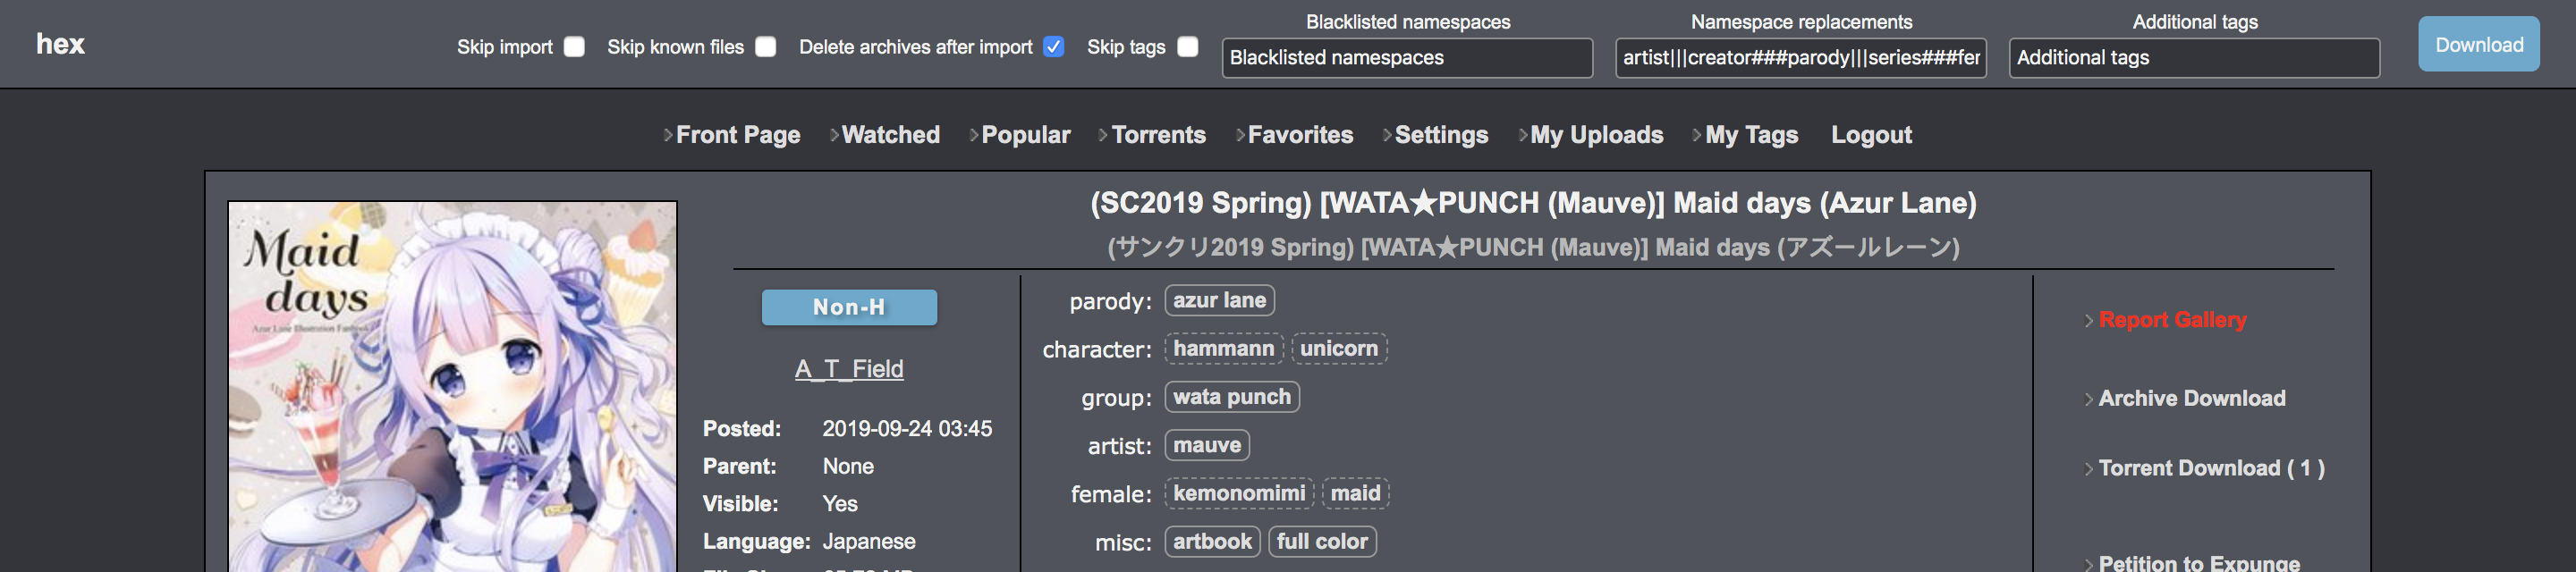 hex
Skip import
Skip known files
Delete archives after import
Skip tags
Blacklisted namespaces
Blacklisted namespaces
Namespace replacements
artist|||creator###parody|||series###fer
Additional tags
Additional tags
Download
Front Page Watched Popular Torrents Favorites Settings My Uploads My Tags Logout
Maid
days
Azur Lane Illustration Fanbook
(SC2019 Spring) [WATA★PUNCH (Mauve)] Maid days (Azur Lane)
(サンクリ2019 Spring) [WATA★PUNCH (Mauve)] Maid days (アズールレーン)
Non-H
A_T_Field
Posted: 2019-09-24 03:45
Parent: None
Visible: Yes
Language: Japanese
parody: azur lane
character: hammann unicorn
group: wata punch
artist: mauve
female: kemonomimi maid
misc: artbook full color
Report Gallery
Archive Download
Torrent Download ( 1 )
Petition to Expunge